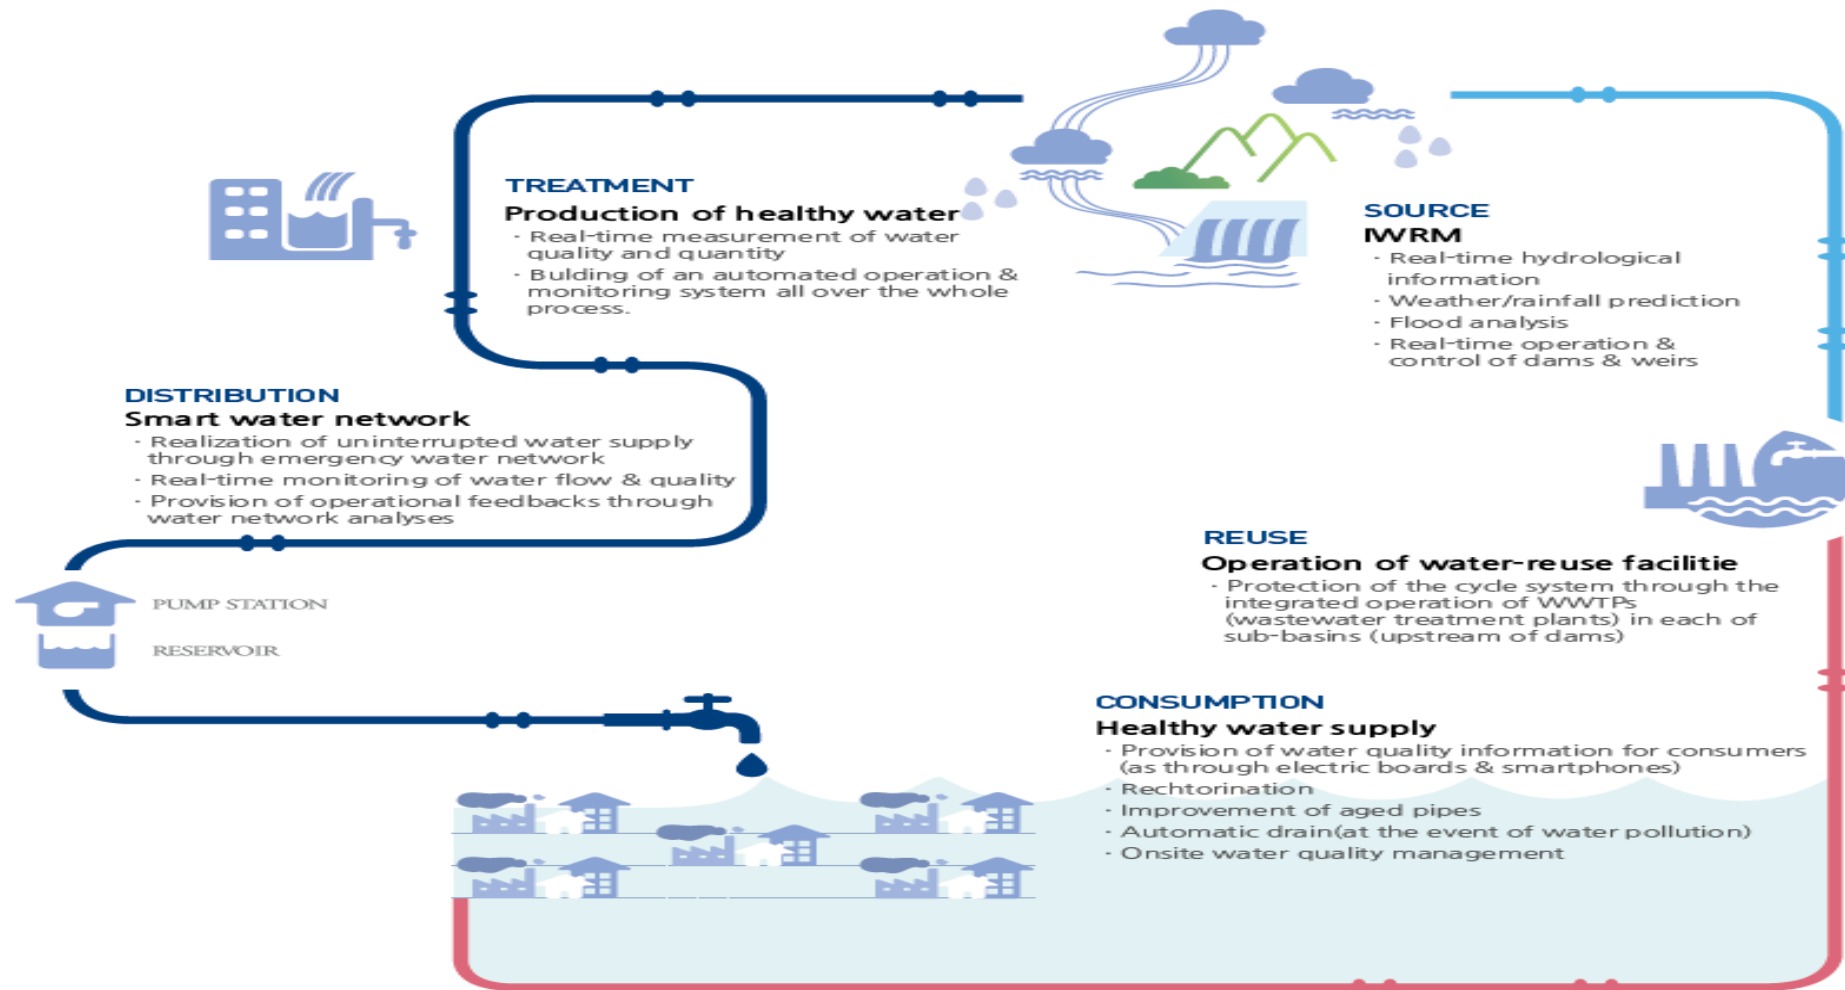 TREATMENT
Production of healthy water
· Real-time measurement of water
quality and quantity
· Bulding of an automated operation &
monitoring system all over the whole
process.
SOURCE
IWRM
· Real-time hydrological
information
· Weather/rainfall prediction
· Flood analysis
· Real-time operation &
control of dams & weirs
DISTRIBUTION
Smart water network
· Realization of uninterrupted water supply
through emergency water network
· Real-time monitoring of water flow & quality
· Provision of operational feedbacks through
water network analyses
PUMP STATION
RESERVOIR
REUSE
Operation of water-reuse facilitie
· Protection of the cycle system through the
integrated operation of WWTPs
(wastewater treatment plants) in each of
sub-basins (upstream of dams)
CONSUMPTION
Healthy water supply
· Provision of water quality information for consumers
(as through electric boards & smartphones)
· Rechtorination
· Improvement of aged pipes
· Automatic drain(at the event of water pollution)
· Onsite water quality management